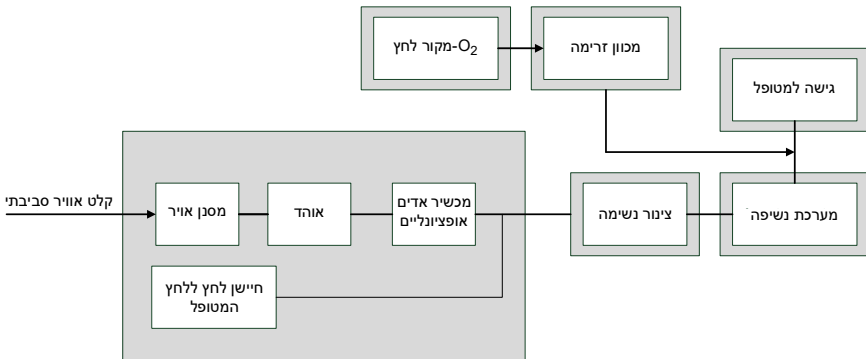 מקור לחץ-O₂
מכוון זרימה
גישה למטופל
קלט אוויר סביבתי
מסנן אויר
אוהד
מכשיר אדים
אופציונליים
צינור נשימה
מערכת נשיפה
חיישן לחץ ללחץ
המטופל